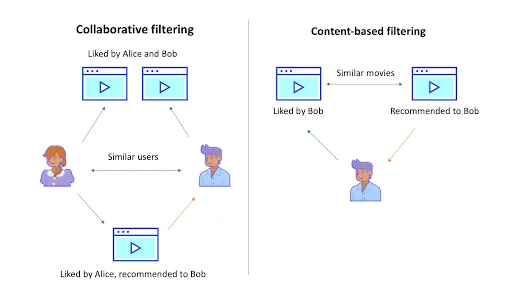 Collaborative filtering
Liked by Alice and Bob
Similar users
Liked by Alice, recommended to Bob
Content-based filtering
Similar movies
Liked by Bob
Recommended to Bob